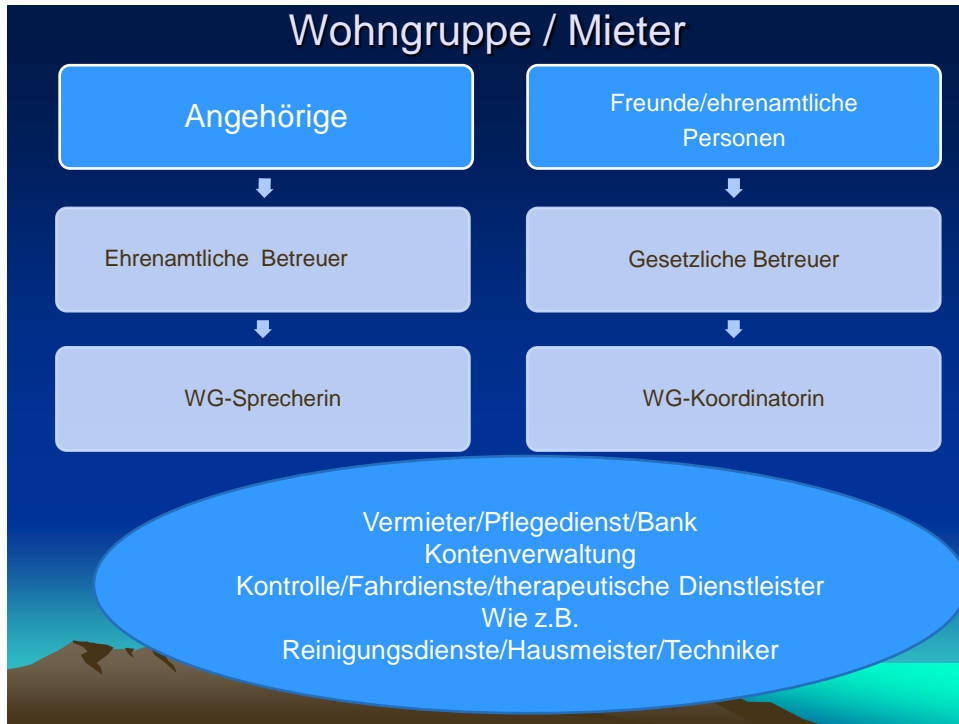 Wohngruppe / Mieter
Angehörige
Freunde/ehrenamtliche
Personen
Ehrenamtliche Betreuer
Gesetzliche Betreuer
WG-Sprecherin
WG-Koordinatorin
Vermieter/Pflegedienst/Bank
Kontenverwaltung
Kontrolle/Fahrdienste/therapeutische Dienstleister
Wie z.B.
Reinigungsdienste/Hausmeister/Techniker